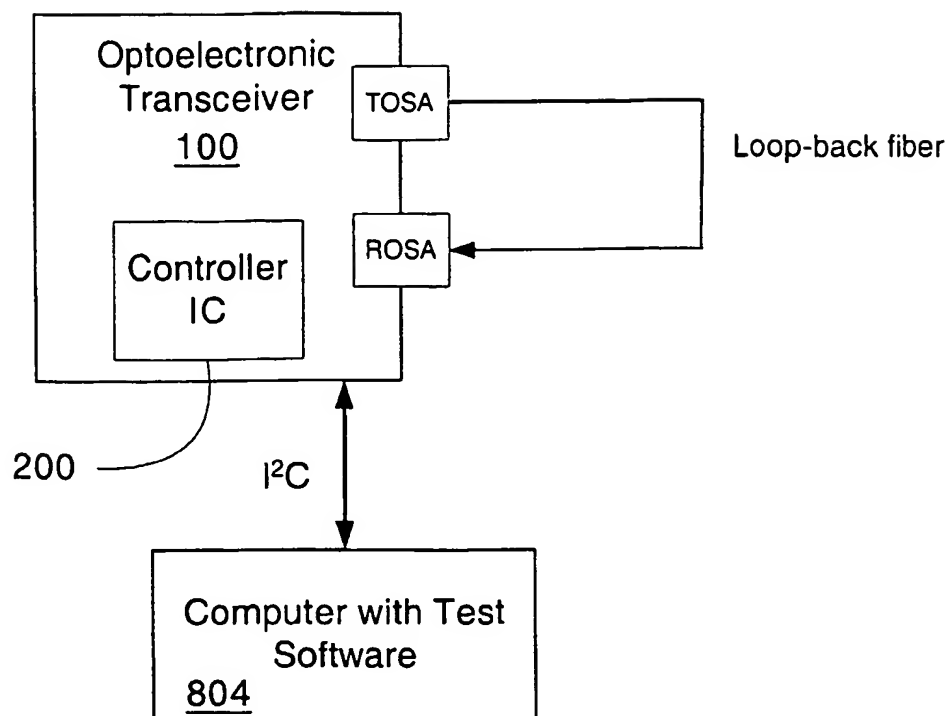 Optoelectronic
Transceiver
100
TOSA
Loop-back fiber
ROSA
Controller
IC
200
I²C
Computer with Test
Software
804